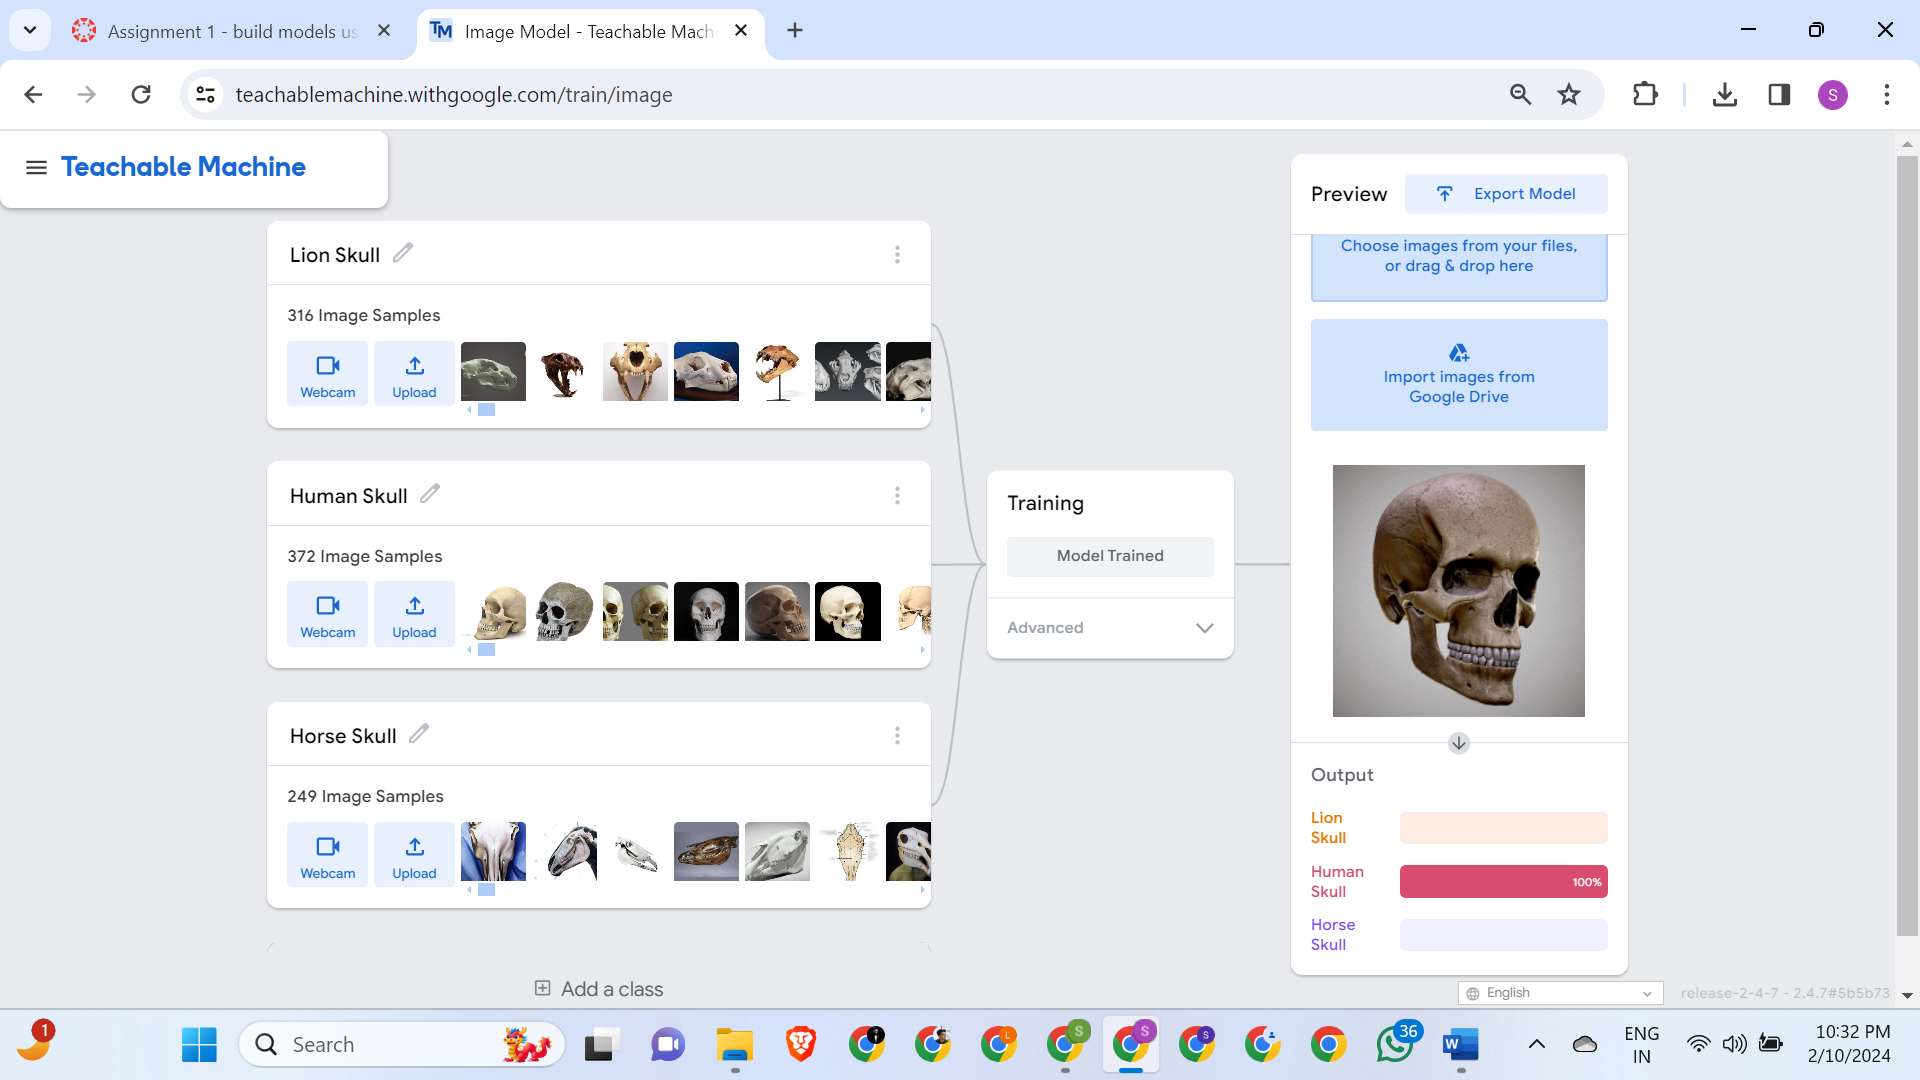 Assignment 1 - build models us
TM Image Model - Teachable Mach
teachablemachine.withgoogle.com/train/image
S
Teachable Machine
Preview
Export Model
Choose images from your files,
or drag & drop here
Import images from
Google Drive
Lion Skull
316 Image Samples
Webcam
Upload
Human Skull
372 Image Samples
Webcam
Upload
Horse Skull
249 Image Samples
Webcam
Upload
Add a class
Training
Model Trained
Advanced
Output
Lion
Skull
Human
Skull
100%
Horse
Skull
English
release-2-4-7 - 2.4.7#5b5b73
1
Search
L
S
S
S
36
W
ENG
IN
10:32 PM
2/10/2024